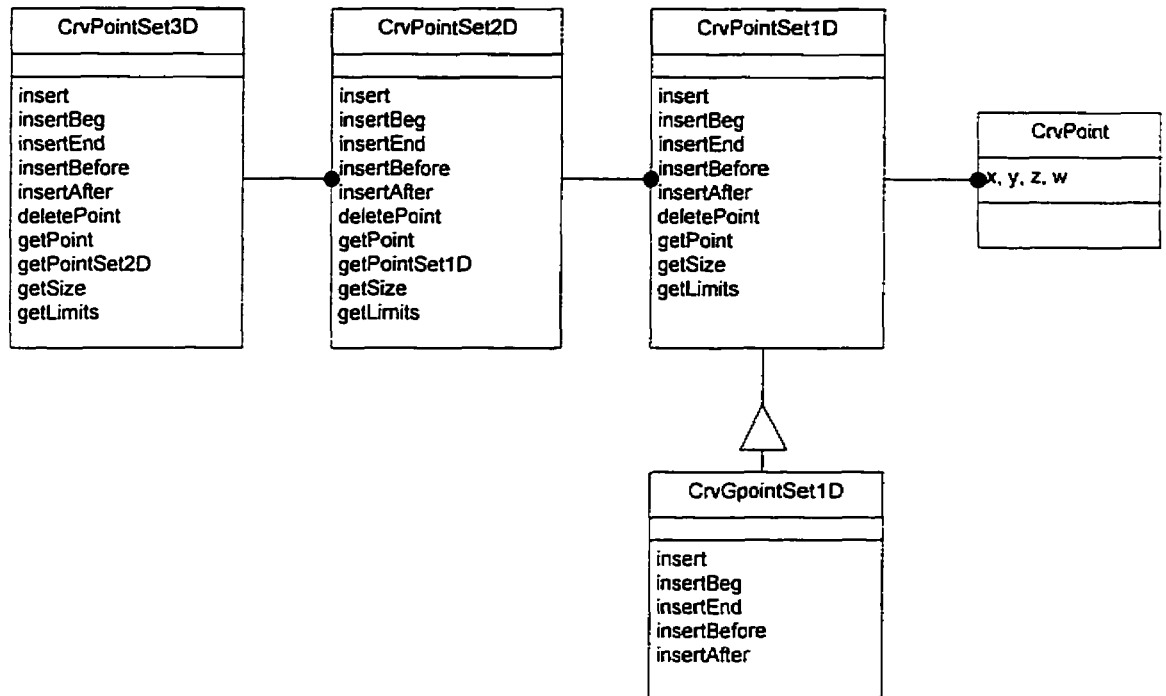 CrvPointSet3D
insert
insertBeg
insertEnd
insertBefore
insertAfter
deletePoint
getPoint
getPointSet2D
getSize
getLimits
CrvPointSet2D
insert
insertBeg
insertEnd
insertBefore
insertAfter
deletePoint
getPoint
getPointSet1D
getSize
getLimits
CrvPointSet1D
insert
insertBeg
insertEnd
insertBefore
insertAfter
deletePoint
getPoint
getSize
getLimits
CrvPoint
x, y, z, w
CrvGpointSet1D
insert
insertBeg
insertEnd
insertBefore
insertAfter